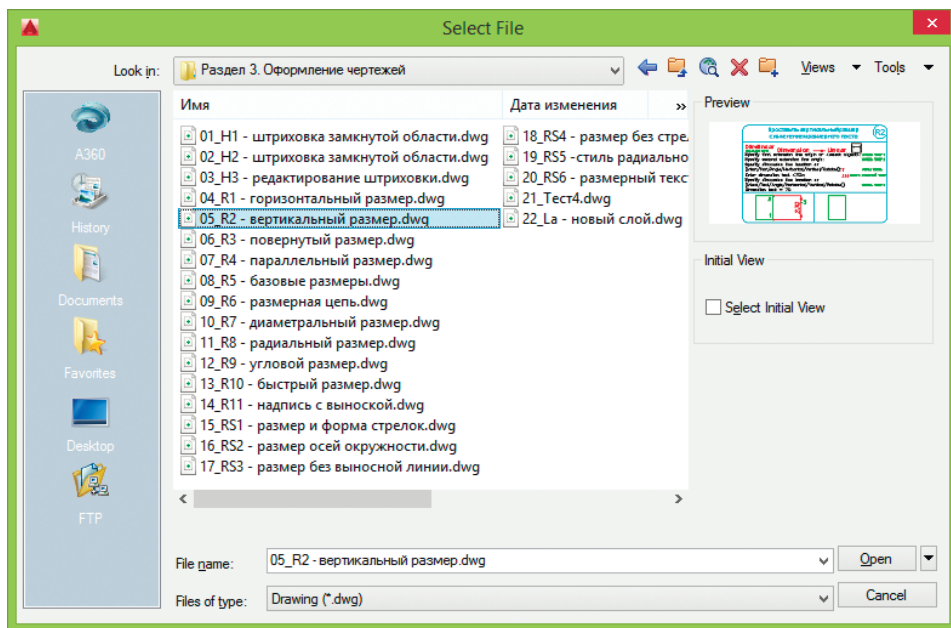 Select File
Look in:
Раздел 3. Оформление чертежей
Views
Tools
A360
History
Documents
Favorites
Desktop
FTP
Имя
Дата изменения
»
01_H1 - штриховка замкнутой области.dwg
02_H2 - штриховка замкнутой области.dwg
03_H3 - редактирование штриховки.dwg
04_R1 - горизонтальный размер.dwg
05_R2 - вертикальный размер.dwg
06_R3 - повернутый размер.dwg
07_R4 - параллельный размер.dwg
08_R5 - базовые размеры.dwg
09_R6 - размерная цепь.dwg
10_R7 - диаметральный размер.dwg
11_R8 - радиальный размер.dwg
12_R9 - угловой размер.dwg
13_R10 - быстрый размер.dwg
14_R11 - надпись с выноской.dwg
15_RS1 - размер и форма стрелок.dwg
16_RS2 - размер осей окружности.dwg
17_RS3 - размер без выносной линии.dwg
18_RS4 - размер без стре
19_RS5 -стиль радиально
20_RS6 - размерный текс
21_Тест4.dwg
22_La - новый слой.dwg
Preview
R2
Dimension Linear
Initial View
Select Initial View
File name:
05_R2 - вертикальный размер.dwg
Open
Files of type:
Drawing (*.dwg)
Cancel